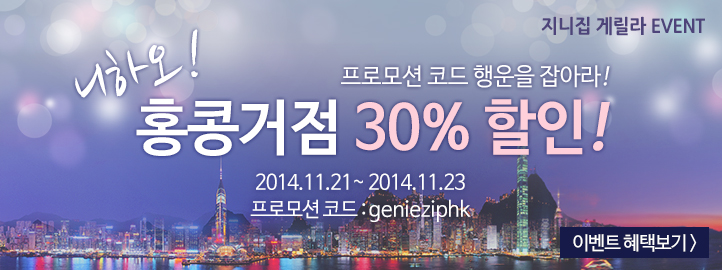 지니집 게릴라 EVENT
니하오!
프로모션 코드 행운을 잡아라!
홍콩거점 30% 할인!
2014.11.21 ~ 2014.11.23
프로모션 코드 : genieziphk
이벤트 혜택보기 〉